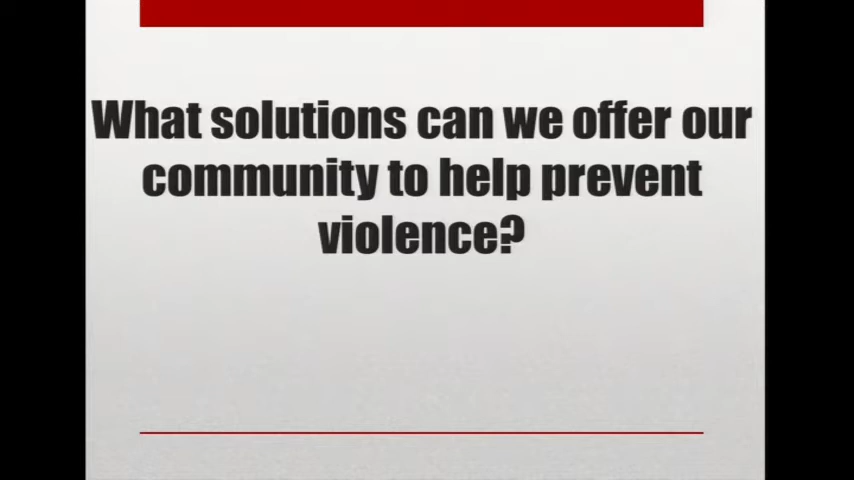 What solutions can we offer our
community to help prevent
violence?